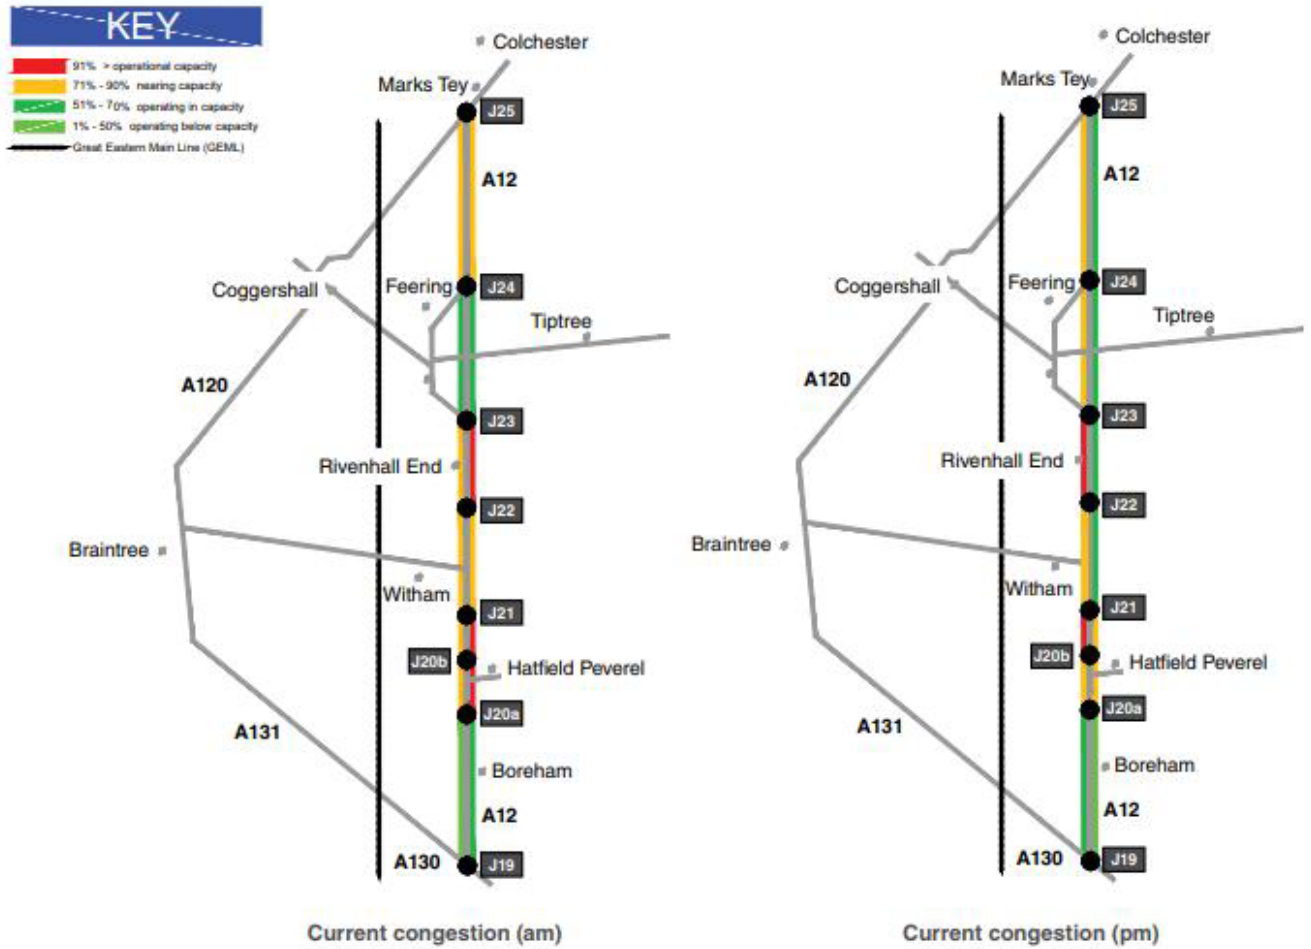 KEY
91% > operational capacity
71% - 90% nearing capacity
51% - 70% operating in capacity
1% - 50% operating below capacity
Great Eastern Main Line (GEML)
Colchester
Marks Tey
J25
A12
Coggershall
Feering
J24
Tiptree
A120
J23
Rivenhall End
J22
Braintree
Witham
J21
J20b
Hatfield Peverel
J20a
A131
Boreham
A12
A130
J19
Current congestion (am)
Colchester
Marks Tey
J25
A12
Coggershall
Feering
J24
Tiptree
A120
J23
Rivenhall End
J22
Braintree
Witham
J21
J20b
Hatfield Peverel
J20a
A131
Boreham
A12
A130
J19
Current congestion (pm)